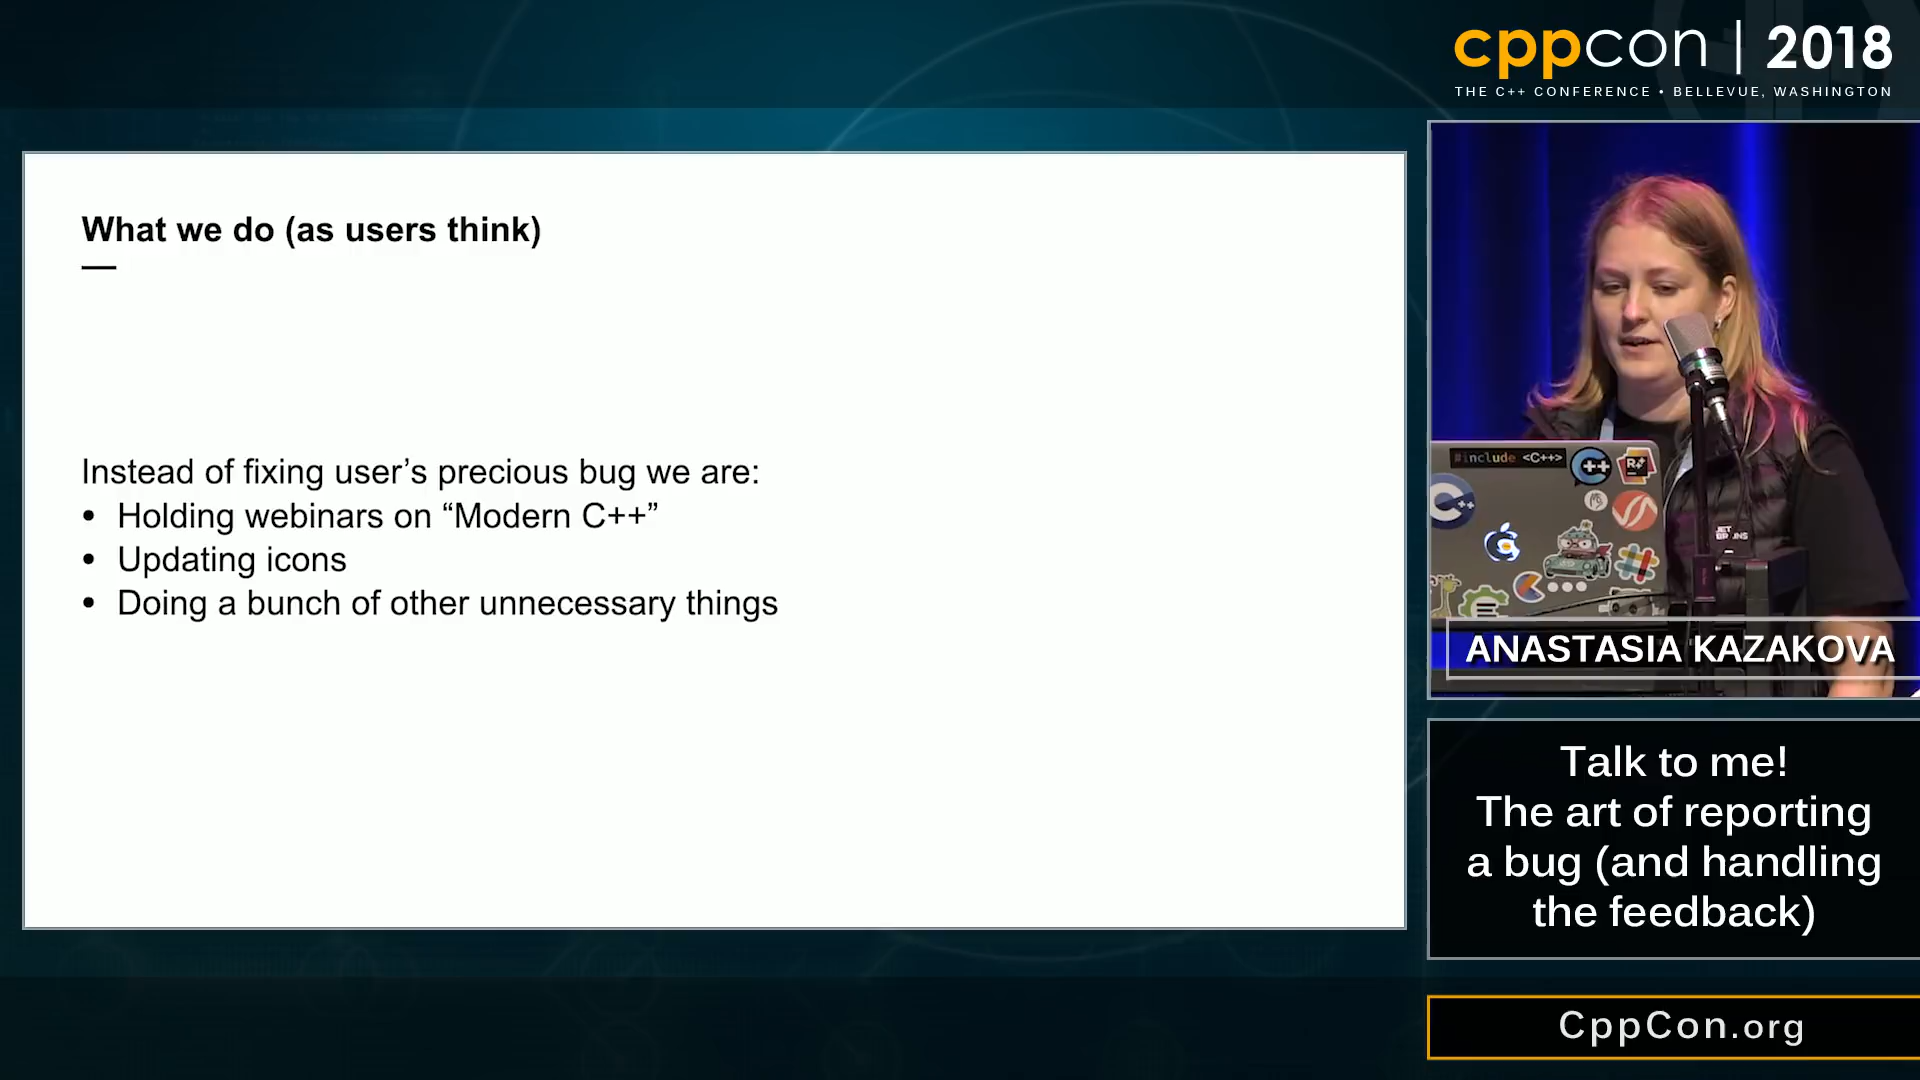 cppcon | 2018
THE C++ CONFERENCE • BELLEVUE, WASHINGTON
What we do (as users think)
Instead of fixing user’s precious bug we are:
• Holding webinars on “Modern C++”
• Updating icons
• Doing a bunch of other unnecessary things
#include <C++>
C++
R++
C++
JET
BRAINS
ANASTASIA KAZAKOVA
Talk to me!
The art of reporting
a bug (and handling
the feedback)
CppCon.org